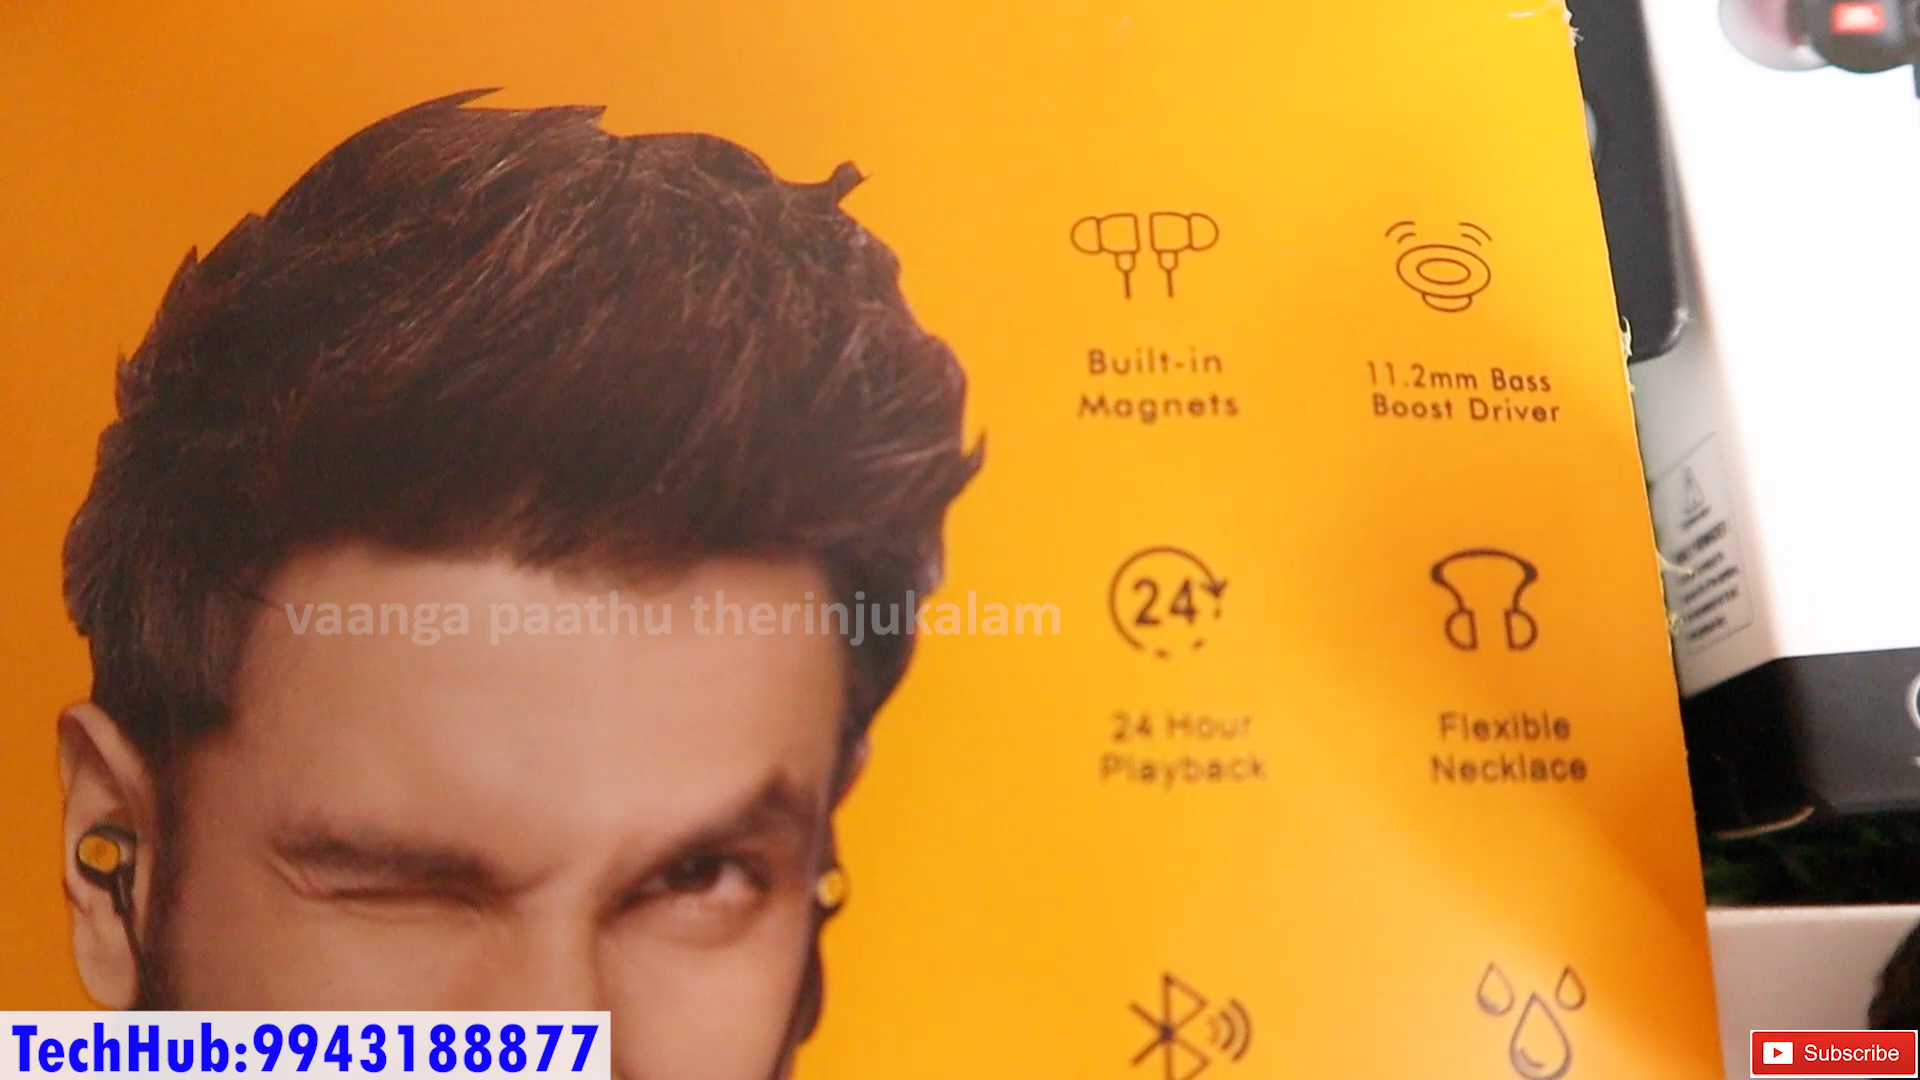 Built-in
Magnets
11.2mm Bass
Boost Driver
24
24 Hour
Playback
Flexible
Necklace
vaanga paathu therinjukalam
TechHub:9943188877
Subscribe